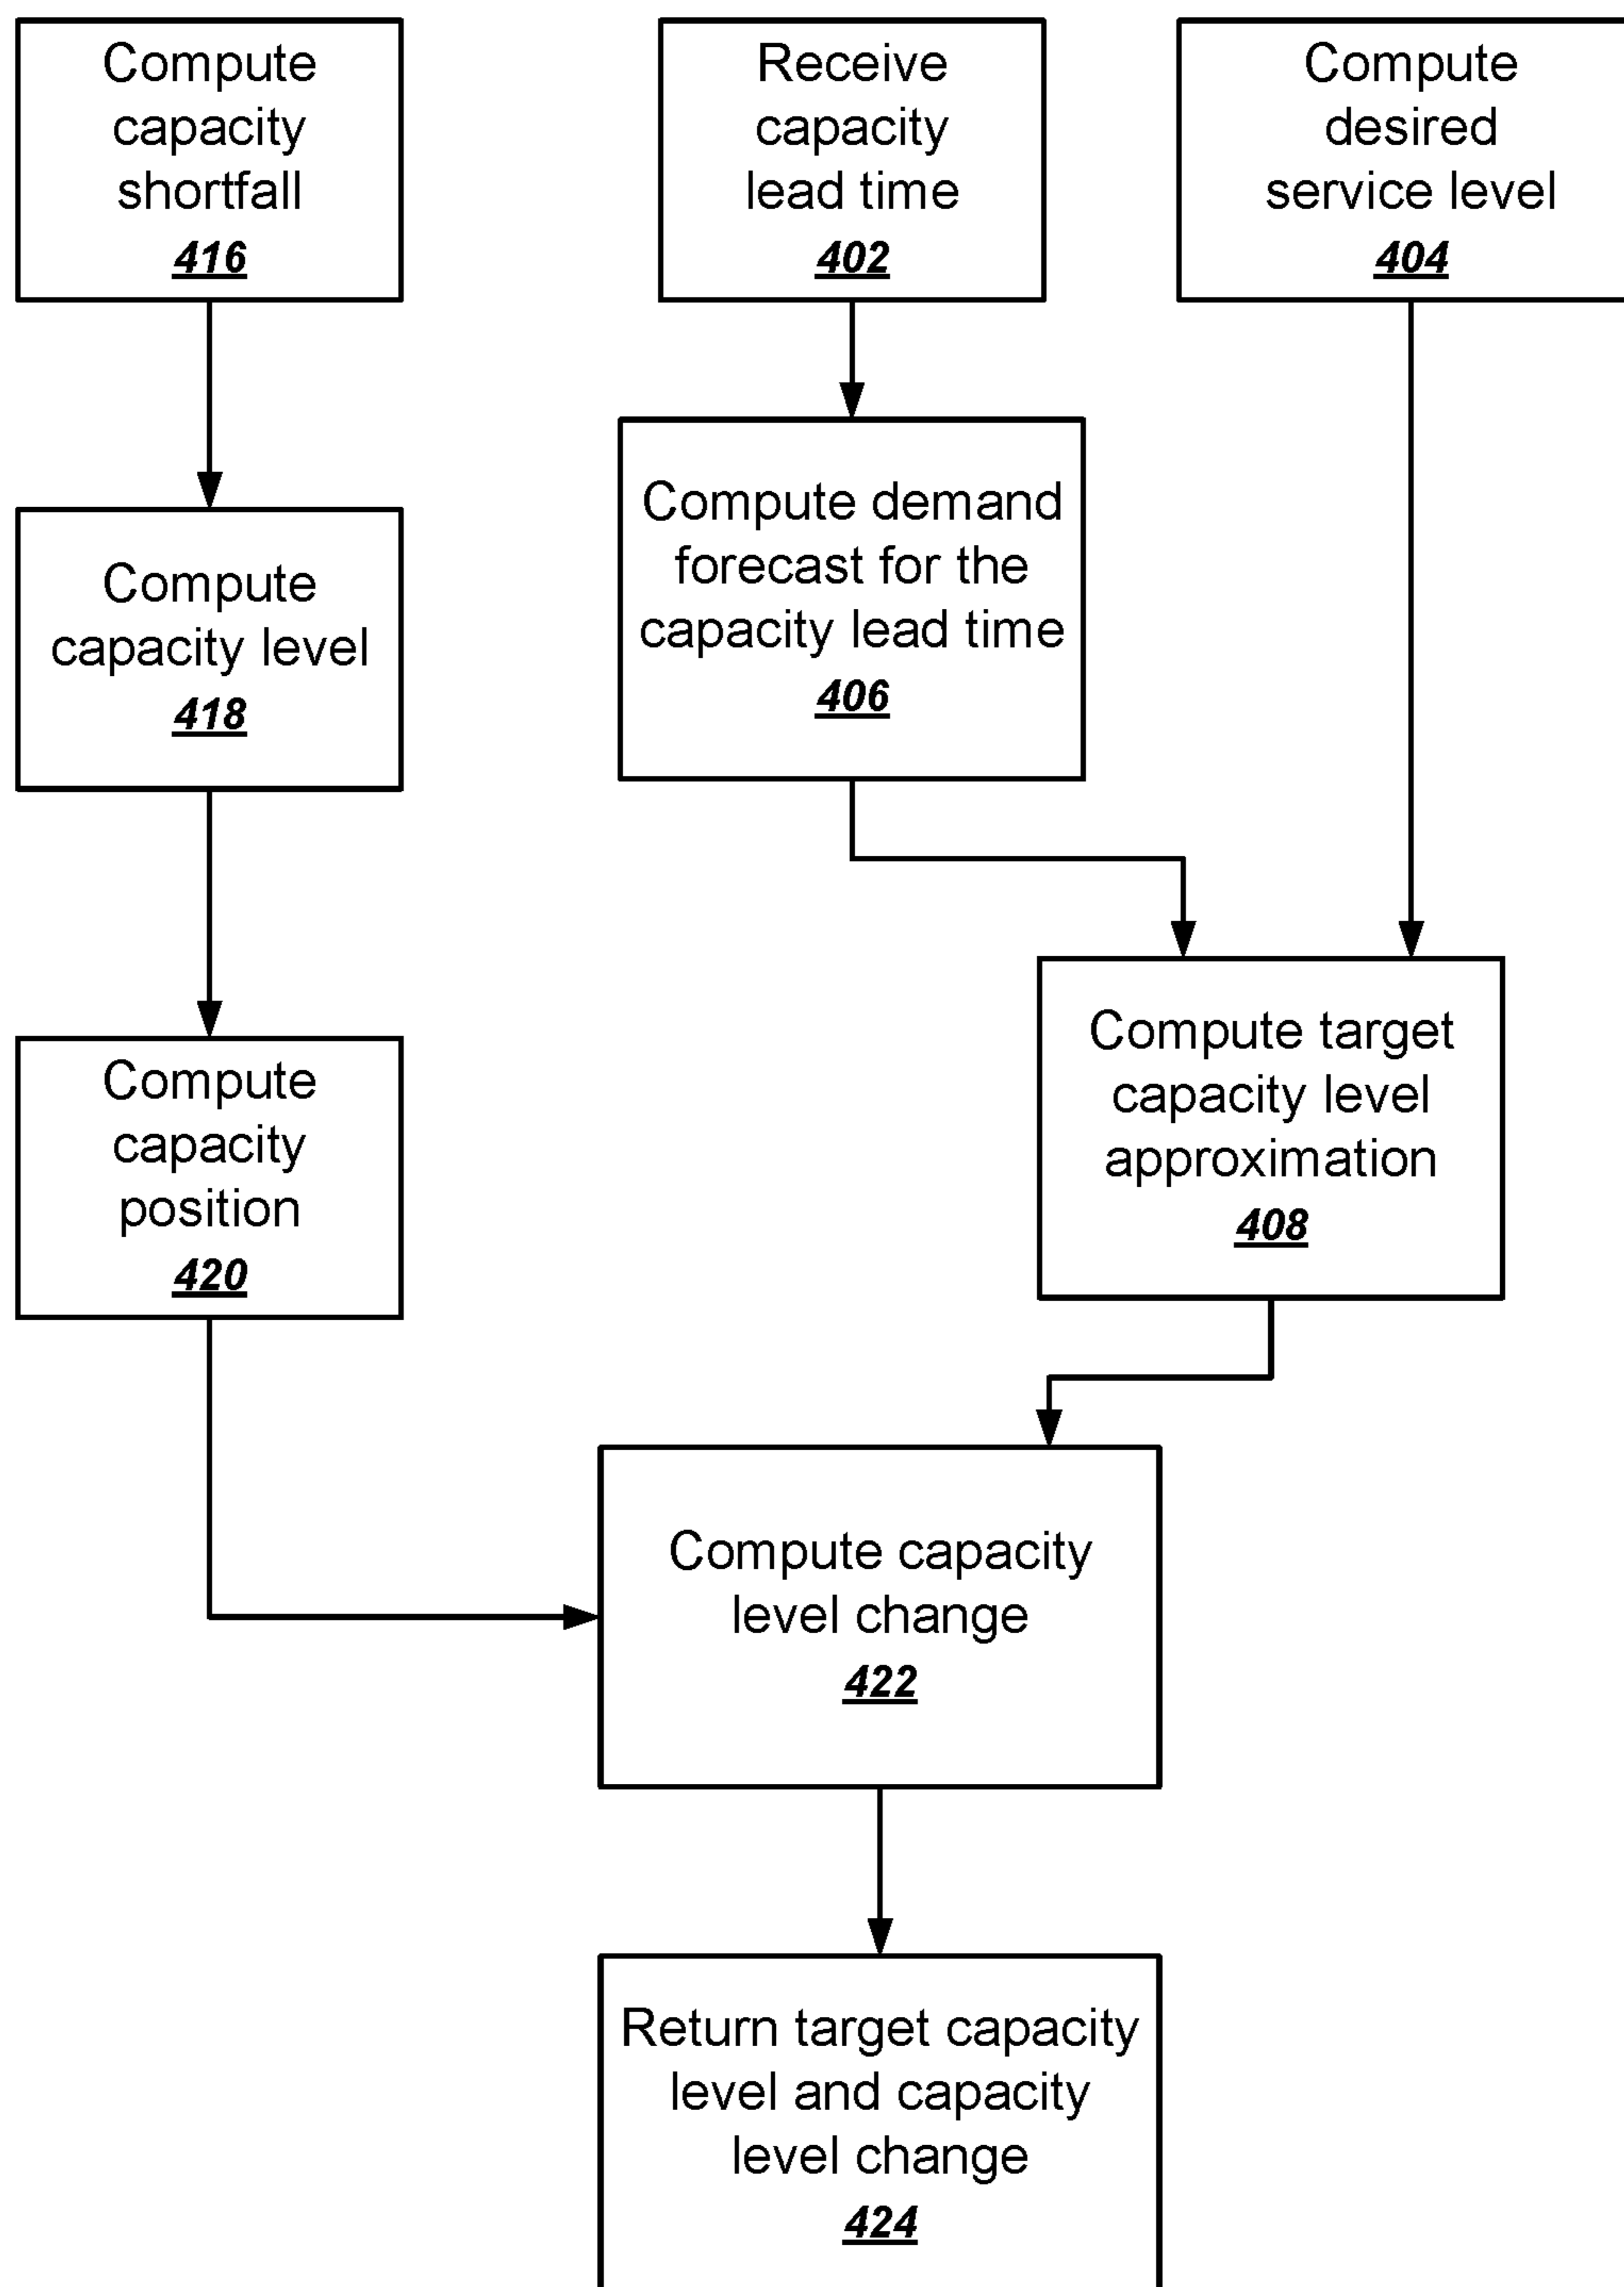 Compute
capacity
shortfall
416
Receive
capacity
lead time
402
Compute
desired
service level
404
Compute demand
forecast for the
capacity lead time
406
Compute
capacity level
418
Compute target
capacity level
approximation
408
Compute
capacity
position
420
Compute capacity
level change
422
Return target capacity
level and capacity
level change
424